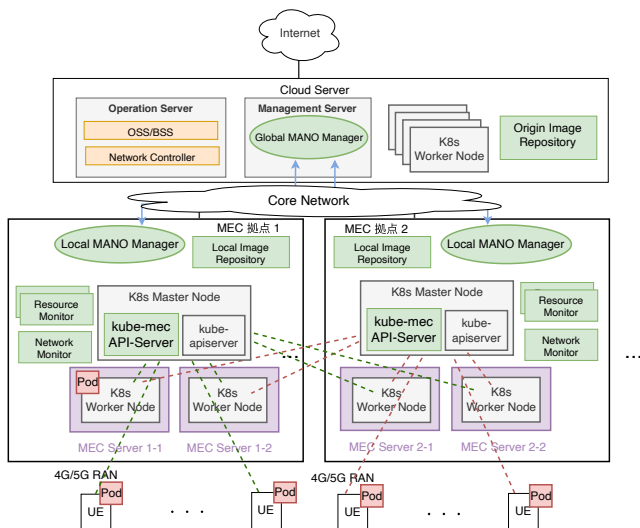 Internet
Cloud Server
Operation Server
OSS/BSS
Network Controller
Management Server
Global MANO Manager
K8s
Worker Node
Origin Image
Repository
Core Network
MEC 拠点 1
Local MANO Manager
Local Image
Repository
Resource
Monitor
Network
Monitor
K8s Master Node
kube-mec
API-Server
kube-
apiserver
Pod
K8s
Worker Node
MEC Server 1-1
K8s
Worker Node
MEC Server 1-2
...
MEC 拠点 2
Local Image
Repository
Local MANO Manager
K8s Master Node
kube-mec
API-Server
kube-
apiserver
Resource
Monitor
Network
Monitor
K8s
Worker Node
MEC Server 2-1
K8s
Worker Node
MEC Server 2-2
...
4G/5G RAN
Pod
UE
. . .
Pod
UE
4G/5G RAN
Pod
UE
. . .
Pod
UE